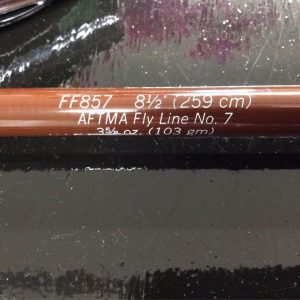 FF857 8½' (259 cm)
AFTMA Fly Line No. 7
3⅝ oz. (103 gm)